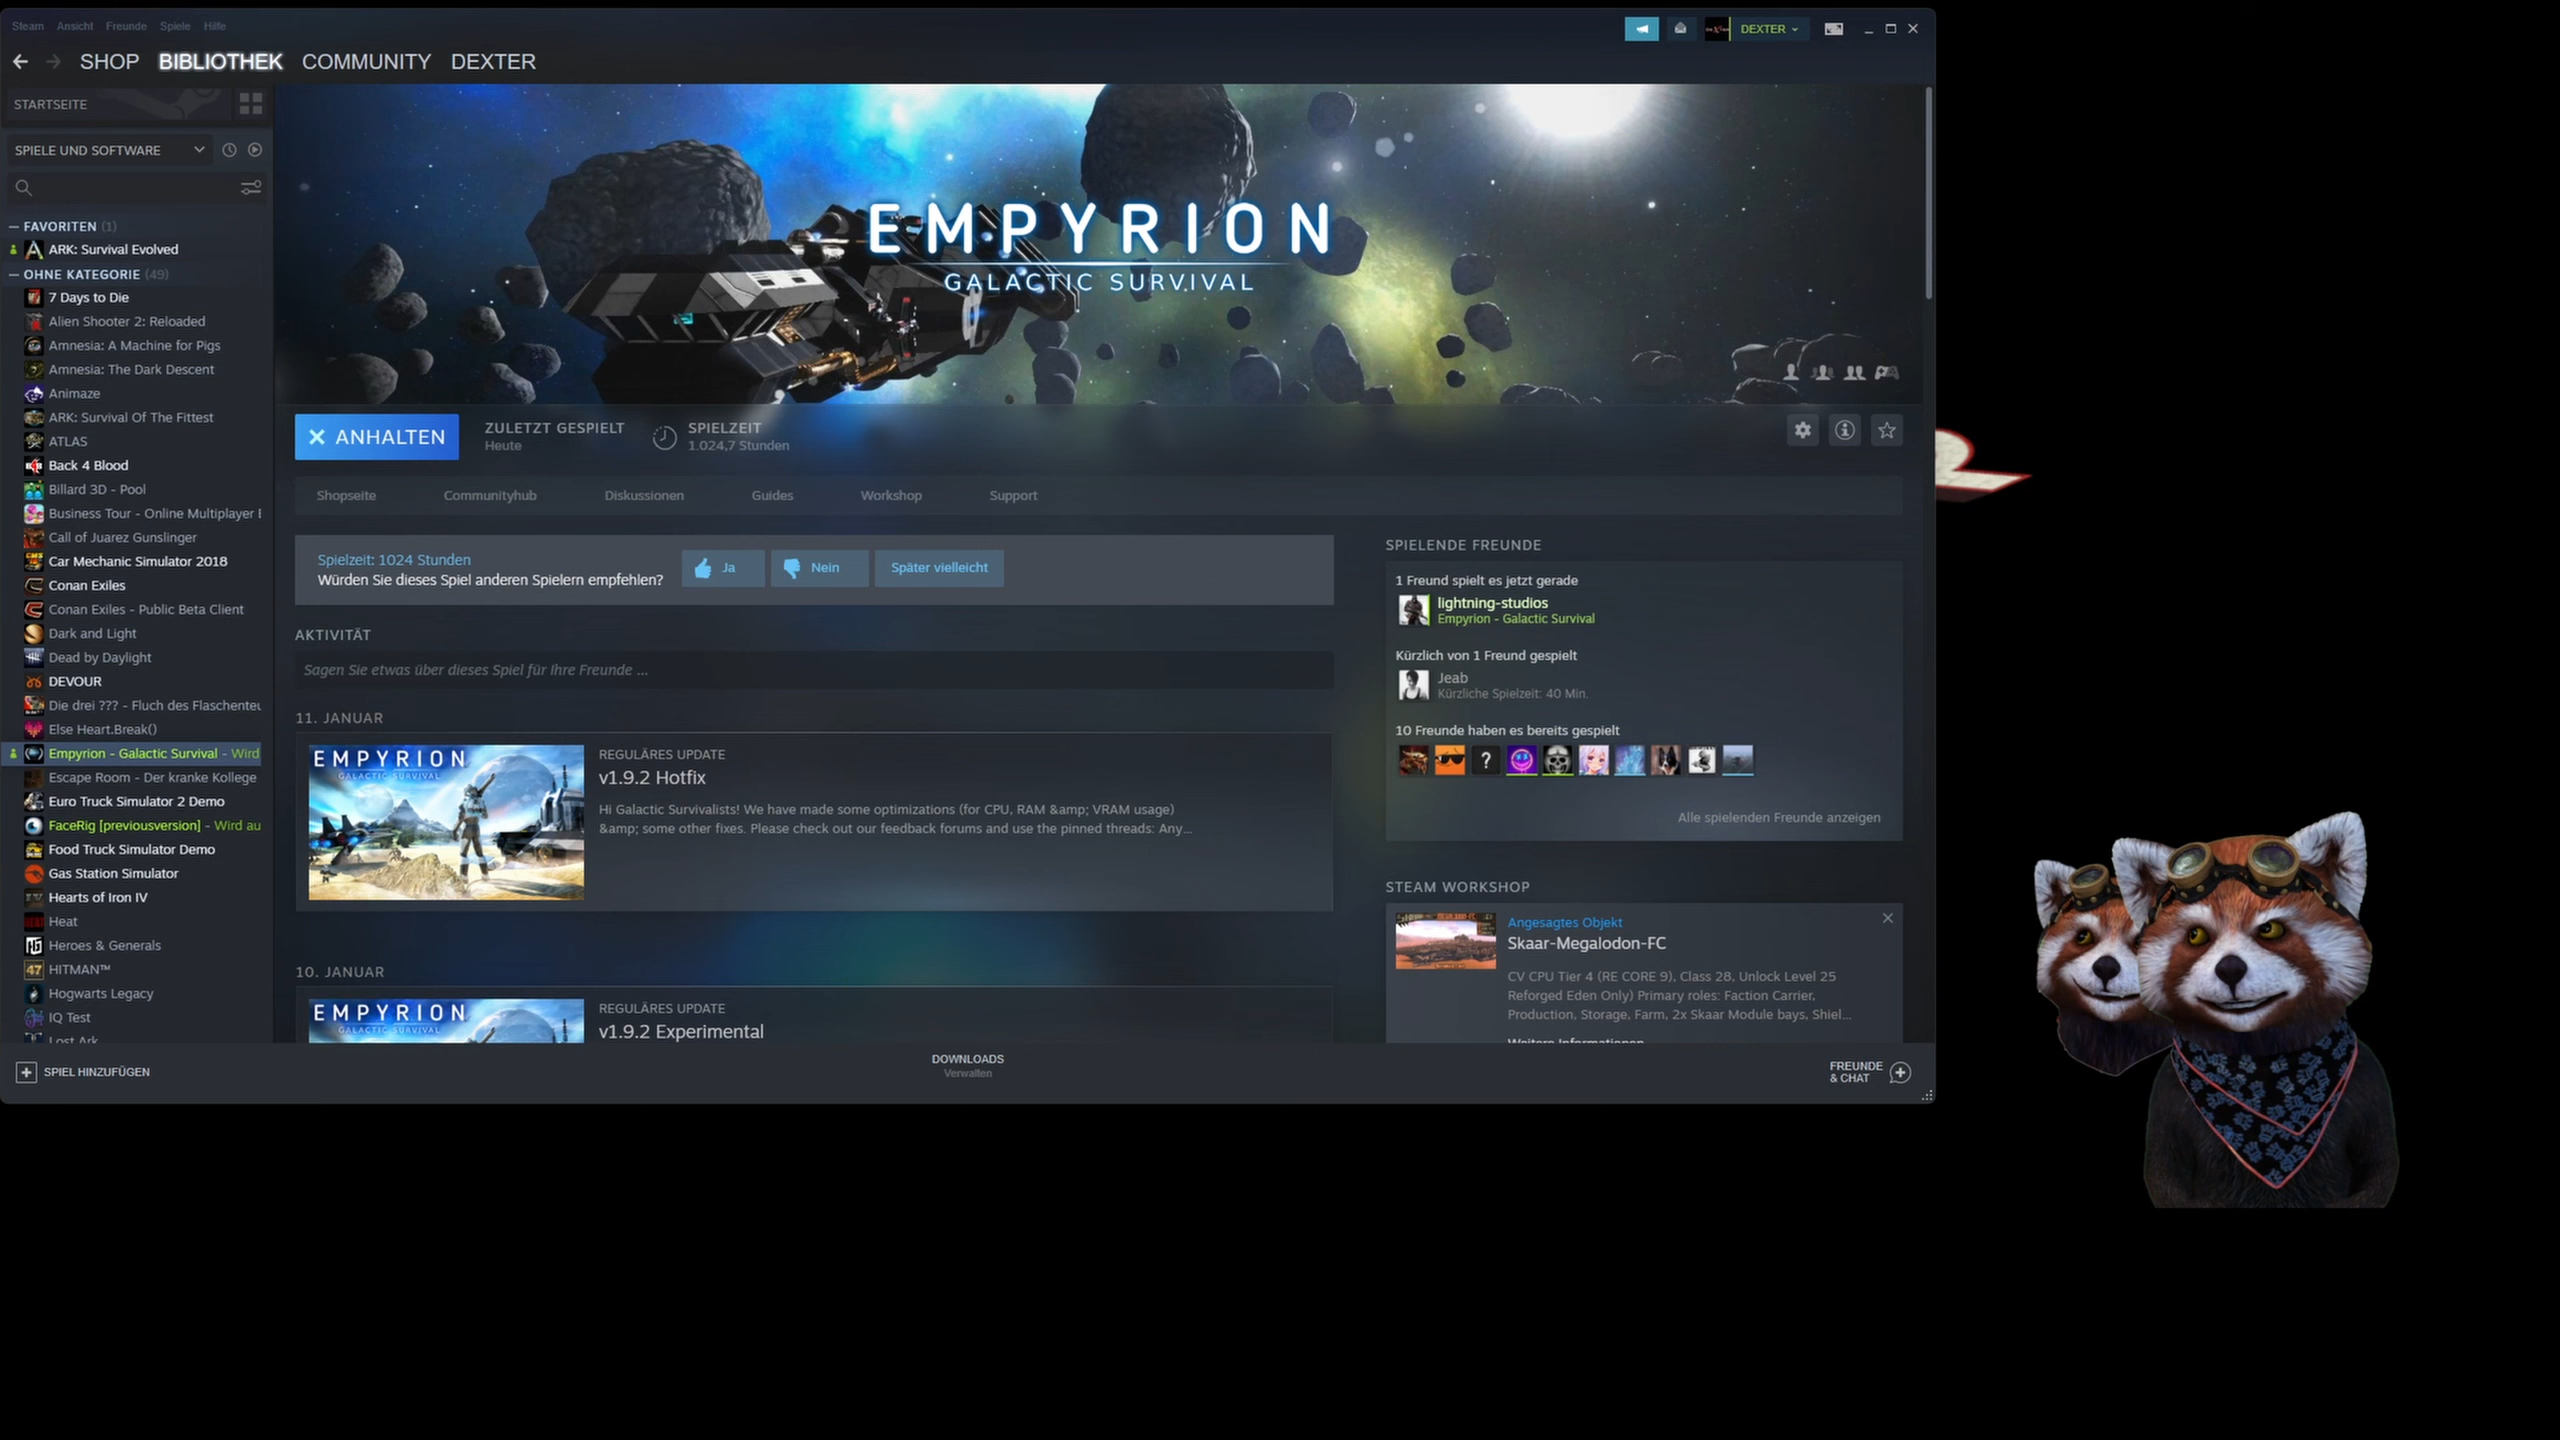 Steam Ansicht Freunde Spiele Hilfe
DEXTER
SHOP BIBLIOTHEK COMMUNITY DEXTER
STARTSEITE
SPIELE UND SOFTWARE
— FAVORITEN (1)
ARK: Survival Evolved
— OHNE KATEGORIE (49)
7 Days to Die
Alien Shooter 2: Reloaded
Amnesia: A Machine for Pigs
Amnesia: The Dark Descent
Animaze
ARK: Survival Of The Fittest
ATLAS
Back 4 Blood
Billard 3D - Pool
Business Tour - Online Multiplayer
Call of Juarez Gunslinger
Car Mechanic Simulator 2018
Conan Exiles
Conan Exiles - Public Beta Client
Dark and Light
Dead by Daylight
DEVOUR
Die drei ??? - Fluch des Flaschenteu
Else Heart.Break()
Empyrion - Galactic Survival - Wird
Escape Room - Der kranke Kollege
Euro Truck Simulator 2 Demo
FaceRig [previousversion] - Wird au
Food Truck Simulator Demo
Gas Station Simulator
Hearts of Iron IV
Heat
Heroes & Generals
HITMAN™
Hogwarts Legacy
IQ Test
Lost Ark
SPIEL HINZUFÜGEN
EMPYRION
GALACTIC SURVIVAL
ANHALTEN
ZULETZT GESPIELT
Heute
SPIELZEIT
1.024,7 Stunden
Shopseite Communityhub Diskussionen Guides Workshop Support
Spielzeit: 1024 Stunden
Würden Sie dieses Spiel anderen Spielern empfehlen?
Ja Nein Später vielleicht
AKTIVITÄT
Sagen Sie etwas über dieses Spiel für Ihre Freunde ...
11. JANUAR
EMPYRION
GALACTIC SURVIVAL
REGULÄRES UPDATE
v1.9.2 Hotfix
Hi Galactic Survivalists! We have made some optimizations (for CPU, RAM &amp; VRAM usage)
&amp; some other fixes. Please check out our feedback forums and use the pinned threads: Any...
10. JANUAR
EMPYRION
GALACTIC SURVIVAL
REGULÄRES UPDATE
v1.9.2 Experimental
SPIELENDE FREUNDE
1 Freund spielt es jetzt gerade
lightning-studios
Empyrion - Galactic Survival
Kürzlich von 1 Freund gespielt
Jeab
Kürzliche Spielzeit: 40 Min.
10 Freunde haben es bereits gespielt
?
Alle spielenden Freunde anzeigen
STEAM WORKSHOP
Angesagtes Objekt
Skaar-Megalodon-FC
CV CPU Tier 4 (RE CORE 9), Class 28, Unlock Level 25
Reforged Eden Only) Primary roles: Faction Carrier,
Production, Storage, Farm, 2x Skaar Module bays, Shiel...
Weitere Informationen
DOWNLOADS
Verwalten
FREUNDE
& CHAT